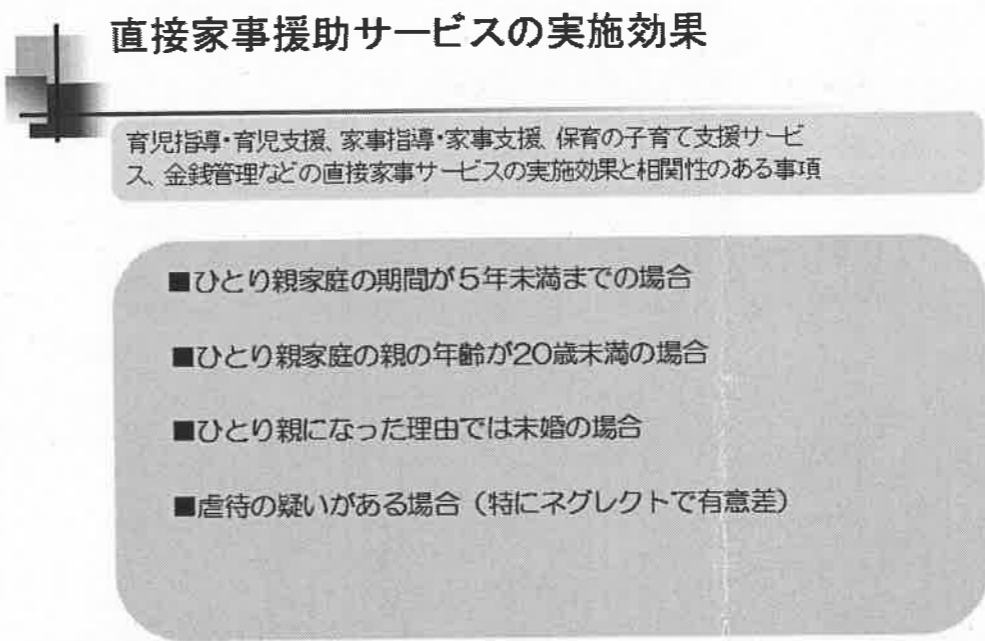 直接家事援助サービスの実施効果
育児指導・育児支援、家事指導・家事支援、保育の子育て支援サービ
ス、金銭管理などの直接家事サービスの実施効果と相関性のある事項
■ひとり親家庭の期間が5年未満までの場合
■ひとり親家庭の親の年齢が20歳未満の場合
■ひとり親になった理由では未婚の場合
■虐待の疑いがある場合（特にネグレクトで有意差）